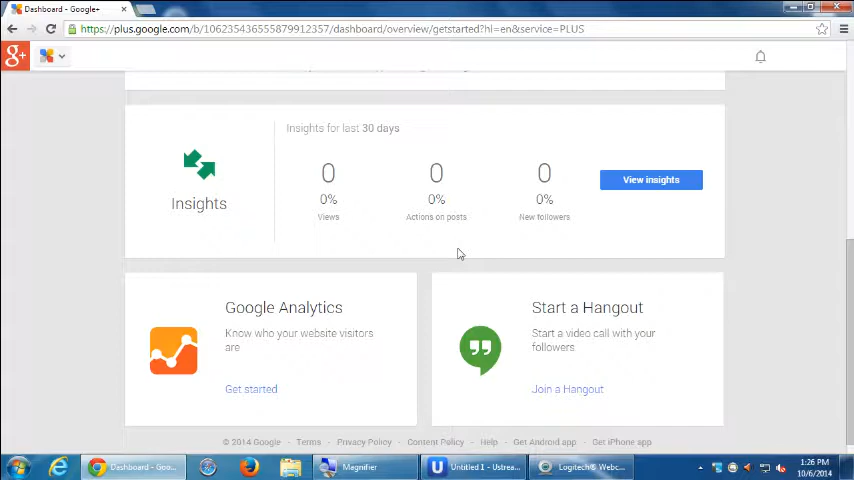 Dashboard - Google+
https://plus.google.com/b/106235436555879912357/dashboard/overview/getstarted?hl=en&service=PLUS
g+
Insights for last 30 days
Insights
0
0%
Views
0
0%
Actions on posts
0
0%
New followers
View insights
Google Analytics
Know who your website visitors
are
Get started
Start a Hangout
Start a video call with your
followers
Join a Hangout
© 2014 Google - Terms - Privacy Policy - Content Policy - Help - Get Android app - Get iPhone app
Dashboard - Goo...
Magnifier
Untitled 1 - Ustrea...
Logitech® Webc...
1:26 PM
10/6/2014